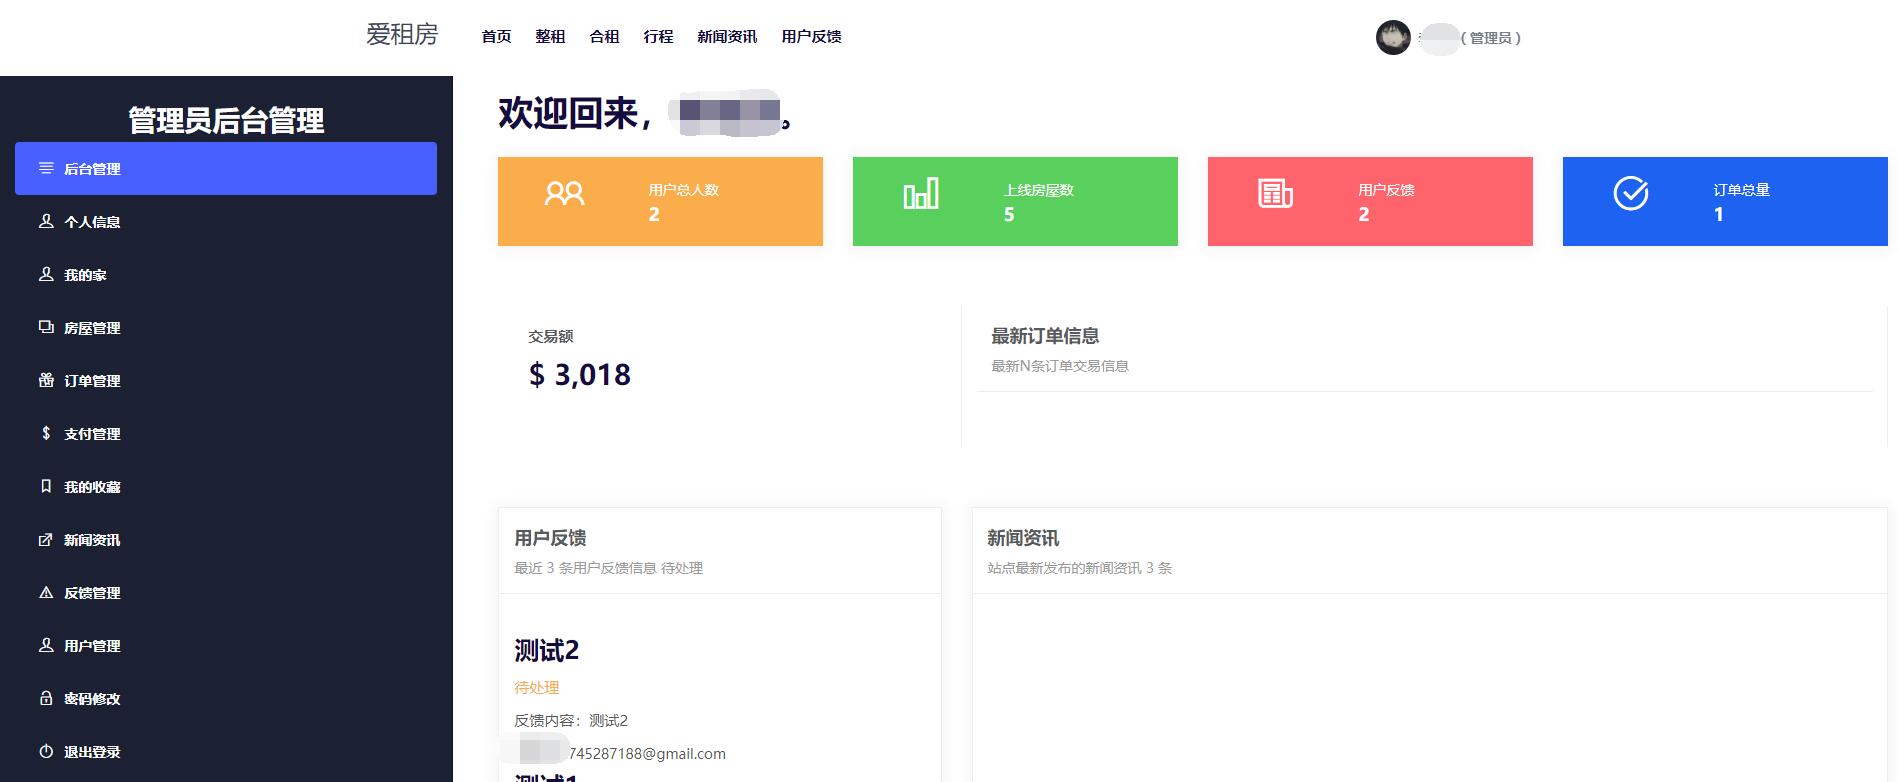 爱租房
首页 整租 合租 行程 新闻资讯 用户反馈
(管理员)
管理员后台管理
后台管理
个人信息
我的家
房屋管理
订单管理
支付管理
我的收藏
新闻资讯
反馈管理
用户管理
密码修改
退出登录
欢迎回来， 。
用户总人数
2
上线房屋数
5
用户反馈
2
订单总量
1
交易额
$ 3,018
最新订单信息
最新N条订单交易信息
用户反馈
最近 3 条用户反馈信息 待处理
测试2
待处理
反馈内容：测试2
745287188@gmail.com
测试1
新闻资讯
站点最新发布的新闻资讯 3 条